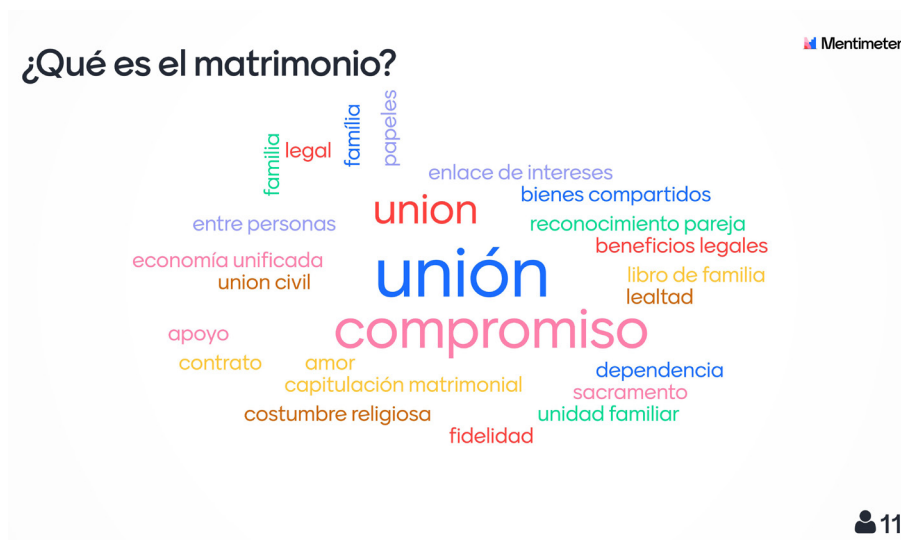 Mentimeter
¿Qué es el matrimonio?
papeles
família
familia
legal
enlace de intereses
bienes compartidos
union
entre personas
reconocimiento pareja
beneficios legales
economía unificada
unión
libro de familia
union civil
lealtad
compromiso
apoyo
contrato
amor
dependencia
capitulación matrimonial
sacramento
costumbre religiosa
unidad familiar
fidelidad
11